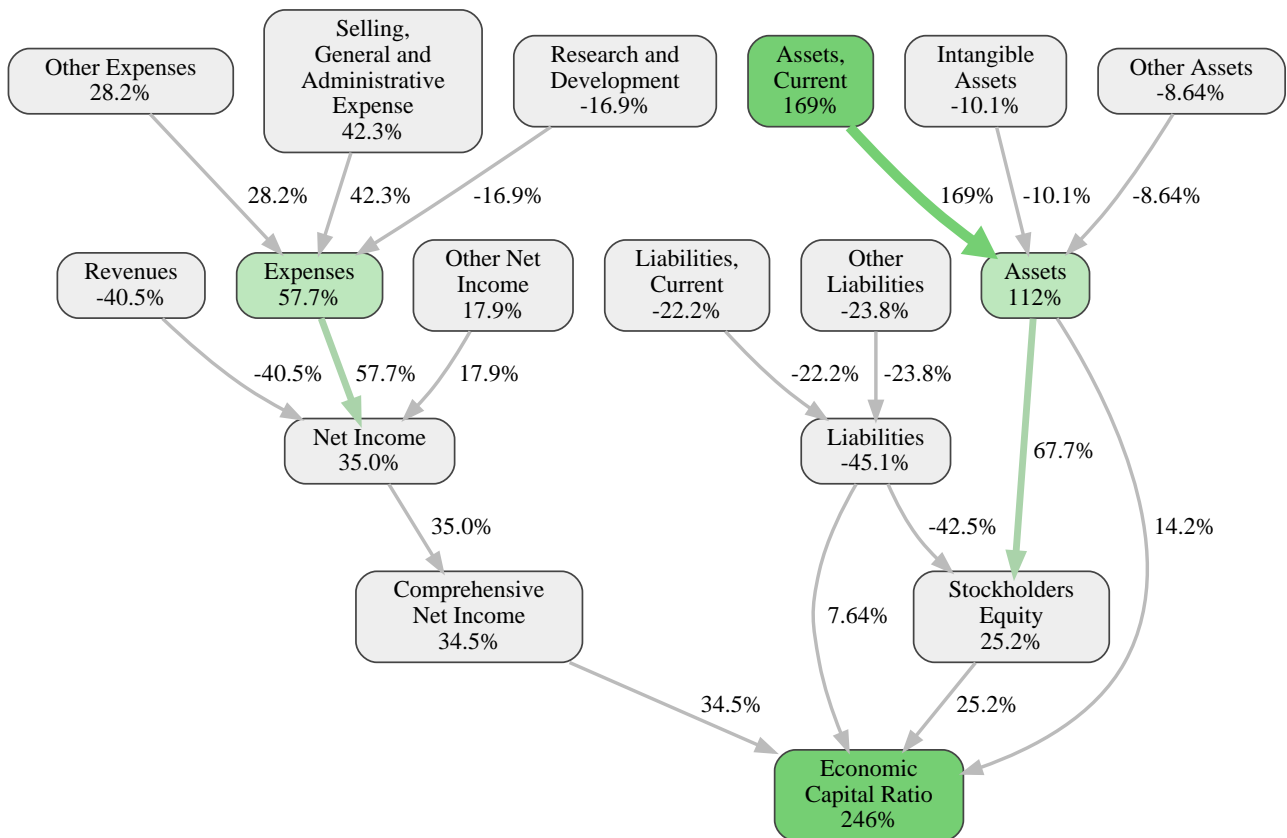 Other Expenses
28.2%
Selling,
General and
Administrative
Expense
42.3%
Research and
Development
-16.9%
Assets,
Current
169%
Intangible
Assets
-10.1%
Other Assets
-8.64%
28.2%
42.3%
-16.9%
169%
-10.1%
-8.64%
Revenues
-40.5%
Expenses
57.7%
Other Net
Income
17.9%
Liabilities,
Current
-22.2%
Other
Liabilities
-23.8%
Assets
112%
-40.5%
57.7%
17.9%
-22.2%
-23.8%
Net Income
35.0%
Liabilities
-45.1%
67.7%
35.0%
-42.5%
14.2%
Comprehensive
Net Income
34.5%
7.64%
Stockholders
Equity
25.2%
34.5%
25.2%
Economic
Capital Ratio
246%